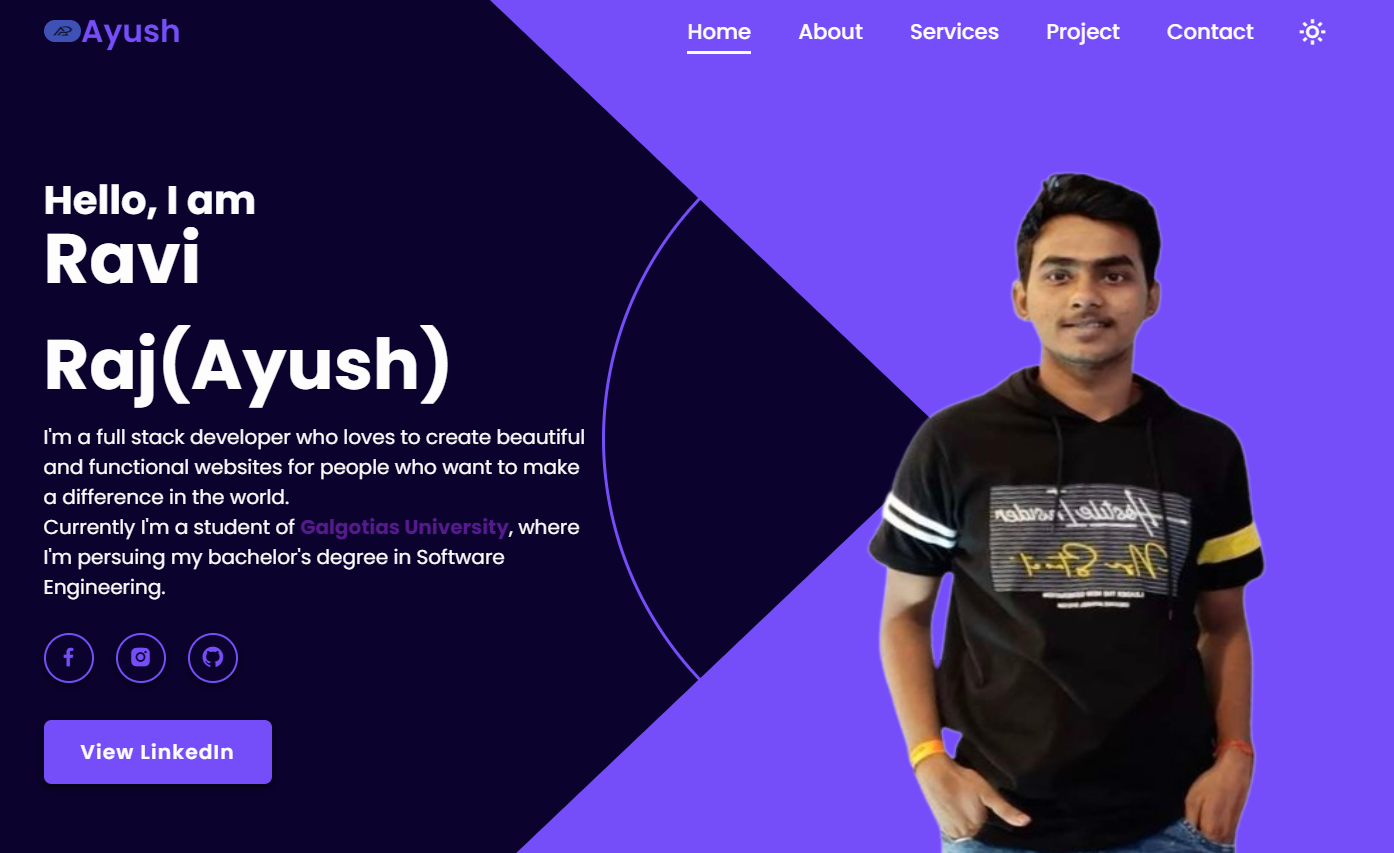 Ayush
Home About Services Project Contact
Hello, I am
Ravi
Raj(Ayush)
I'm a full stack developer who loves to create beautiful
and functional websites for people who want to make
a difference in the world.
Currently I'm a student of Galgotias University, where
I'm persuing my bachelor's degree in Software
Engineering.
View LinkedIn
Hostile Insider